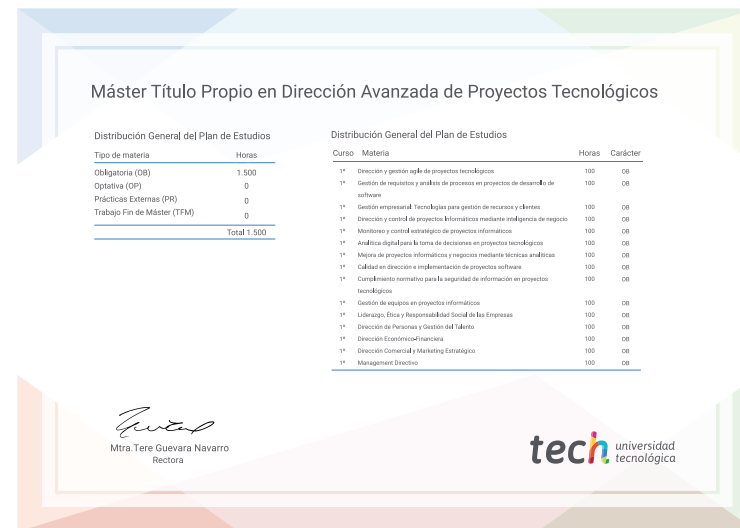 Máster Título Propio en Dirección Avanzada de Proyectos Tecnológicos
Distribución General del Plan de Estudios
Tipo de materia Horas
Obligatoria (OB) 1.500
Optativa (OP) 0
Prácticas Externas (PR) 0
Trabajo Fin de Máster (TFM) 0
Total 1.500
Distribución General del Plan de Estudios
Curso Materia Horas Carácter
1º Dirección y gestión agile de proyectos tecnológicos 100 OB
1º Gestión de requisitos y análisis de procesos en proyectos de desarrollo de 100 OB
software
1º Gestión empresarial. Tecnologías para gestión de recursos y clientes 100 OB
1º Dirección y control de proyectos Informáticos mediante inteligencia de negocio 100 OB
1º Monitoreo y control estratégico de proyectos informáticos 100 OB
1º Analítica digital para la toma de decisiones en proyectos tecnológicos 100 OB
1º Mejora de proyectos informáticos y negocios mediante técnicas analíticas 100 OB
1º Calidad en dirección e implementación de proyectos software 100 OB
1º Cumplimiento normativo para la seguridad de información en proyectos 100 OB
tecnológicos
1º Gestión de equipos en proyectos informáticos 100 OB
1º Liderazgo, Ética y Responsabilidad Social de las Empresas 100 OB
1º Dirección de Personas y Gestión del Talento 100 OB
1º Dirección Económico-Financiera 100 OB
1º Dirección Comercial y Marketing Estratégico 100 OB
1º Management Directivo 100 OB
Mtra.Tere Guevara Navarro
Rectora
tech universidad
tecnológica